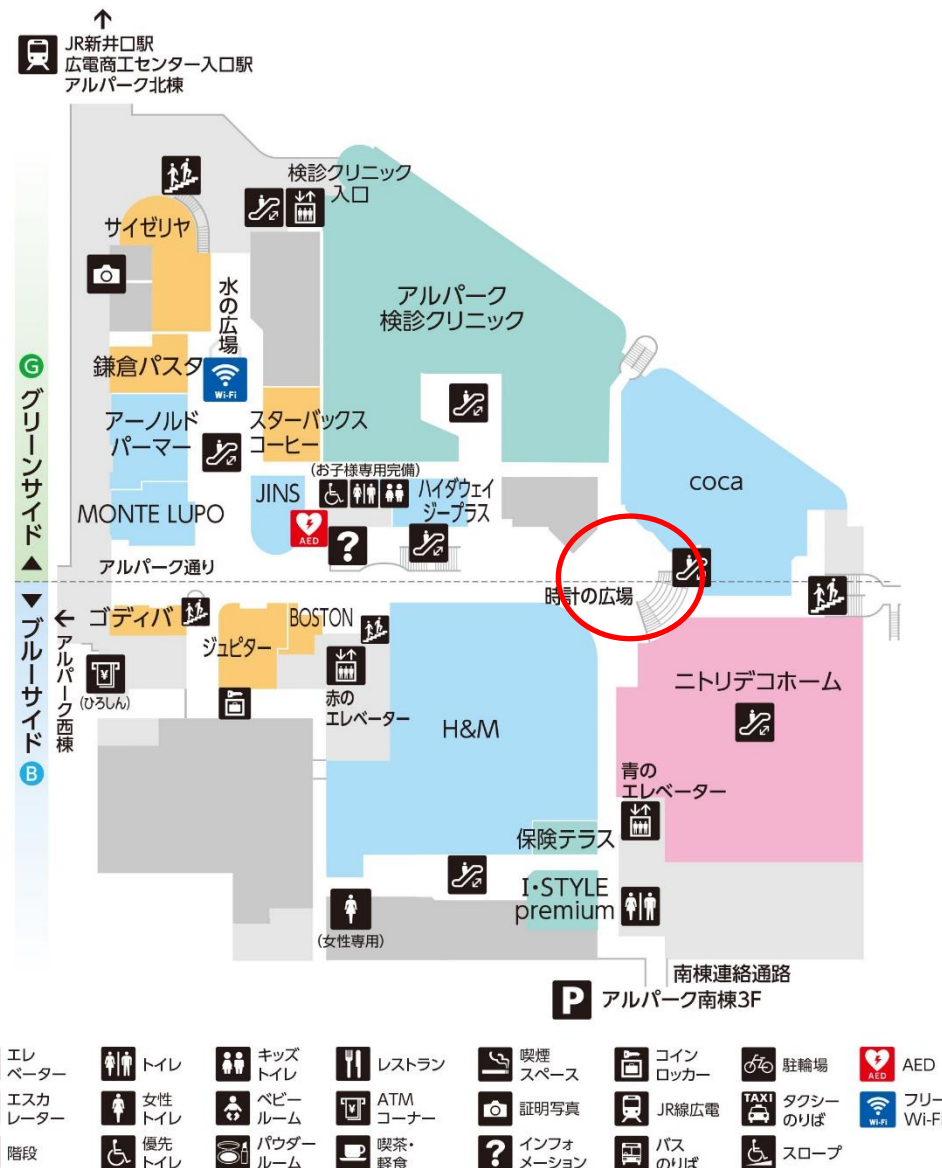 JR新井口駅
広電商工センター入口駅
アルパーク北棟
検診クリニック
入口
サイゼリヤ
水の広場
アルパーク
検診クリニック
Wi-Fi
鎌倉パスタ
アーノルド
パーマー
スターバックス
コーヒー
(お子様専用完備)
JINS
ハイダウェイ
ジープラス
coca
MONTE LUPO
AED
?
G グリーンサイド ▲
アルパーク通り
時計の広場
▼ ブルーサイド B
←アルパーク西棟
ゴディバ
BOSTON
ジュピター
¥
(ひろしん)
赤の
エレベーター
H&M
ニトリデコホーム
青の
エレベーター
保険テラス
I・STYLE
premium
(女性専用)
南棟連絡通路
P アルパーク南棟3F
エレ
ベーター
トイレ
キッズ
トイレ
レストラン
喫煙
スペース
コイン
ロッカー
駐輪場
AED AED
エスカ
レーター
女性
トイレ
ベビー
ルーム
¥ ATM
コーナー
証明写真
JR線広電
TAXI タクシー
のりば
Wi-Fi フリー
Wi-Fi
階段
優先
トイレ
パウダー
ルーム
喫茶・
軽食
? インフォ
メーション
バス
のりば
スロープ